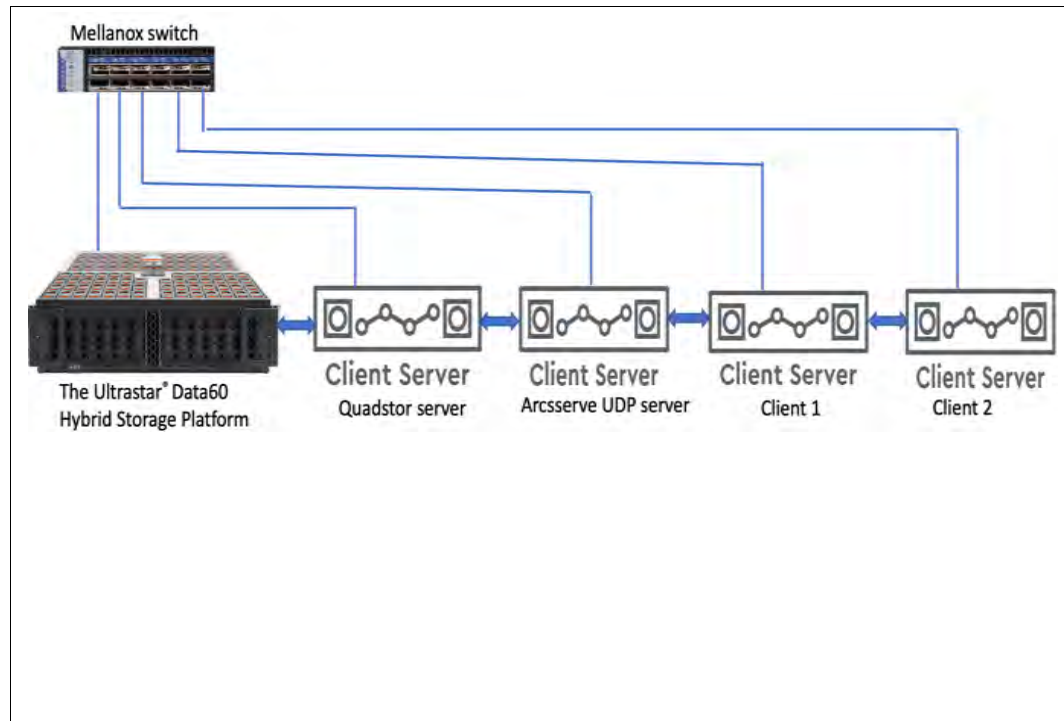 Mellanox switch
The Ultrastar® Data60
Hybrid Storage Platform
Client Server
Quadstor server
Client Server
Arcsserve UDP server
Client Server
Client 1
Client Server
Client 2